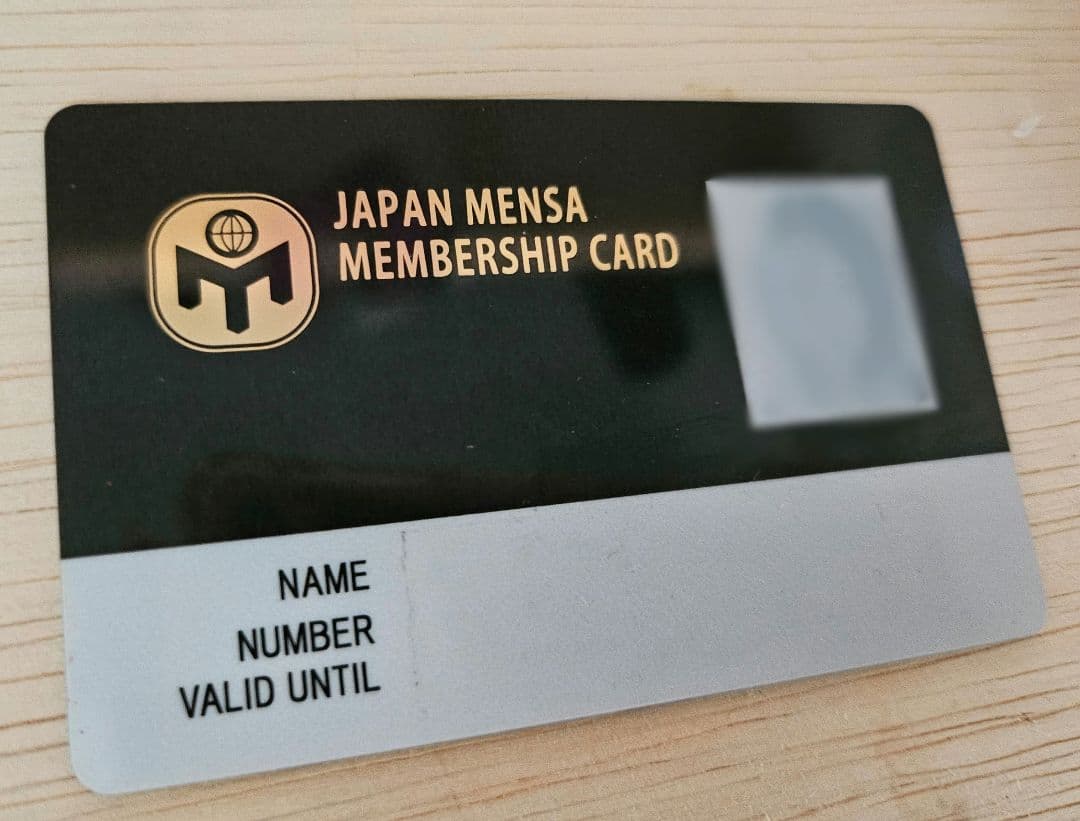 JAPAN MENSA
MEMBERSHIP CARD
NAME
NUMBER
VALID UNTIL